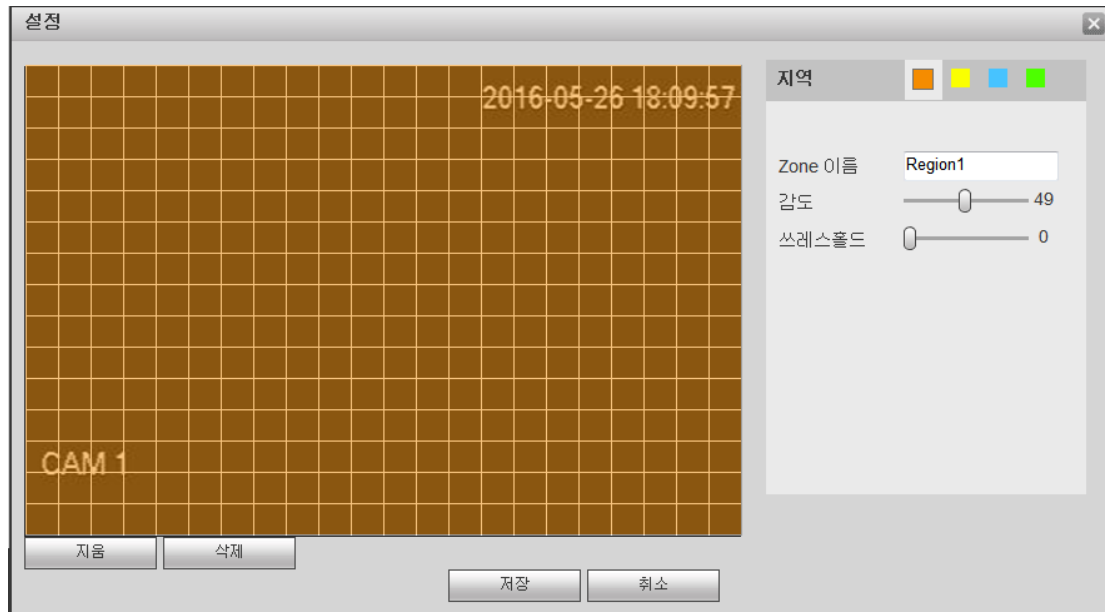 설정
2016-05-26 18:09:57
CAM 1
지역
Zone 이름 Region1
감도 49
쓰레스홀드 0
지움 삭제
저장 취소